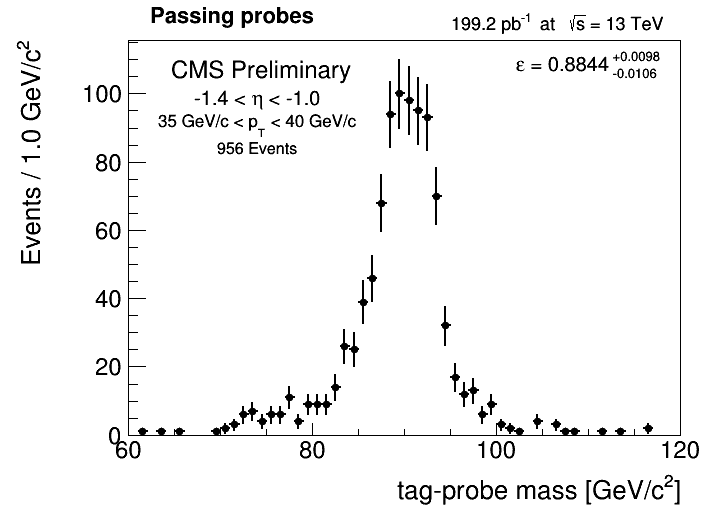 Passing probes
199.2 pb⁻¹ at √s = 13 TeV
CMS Preliminary
ε = 0.8844 +0.0098 -0.0106
-1.4 < η < -1.0
35 GeV/c < p_T < 40 GeV/c
956 Events
Events / 1.0 GeV/c²
100
80
60
40
20
0
60 80 100 120
tag-probe mass [GeV/c²]